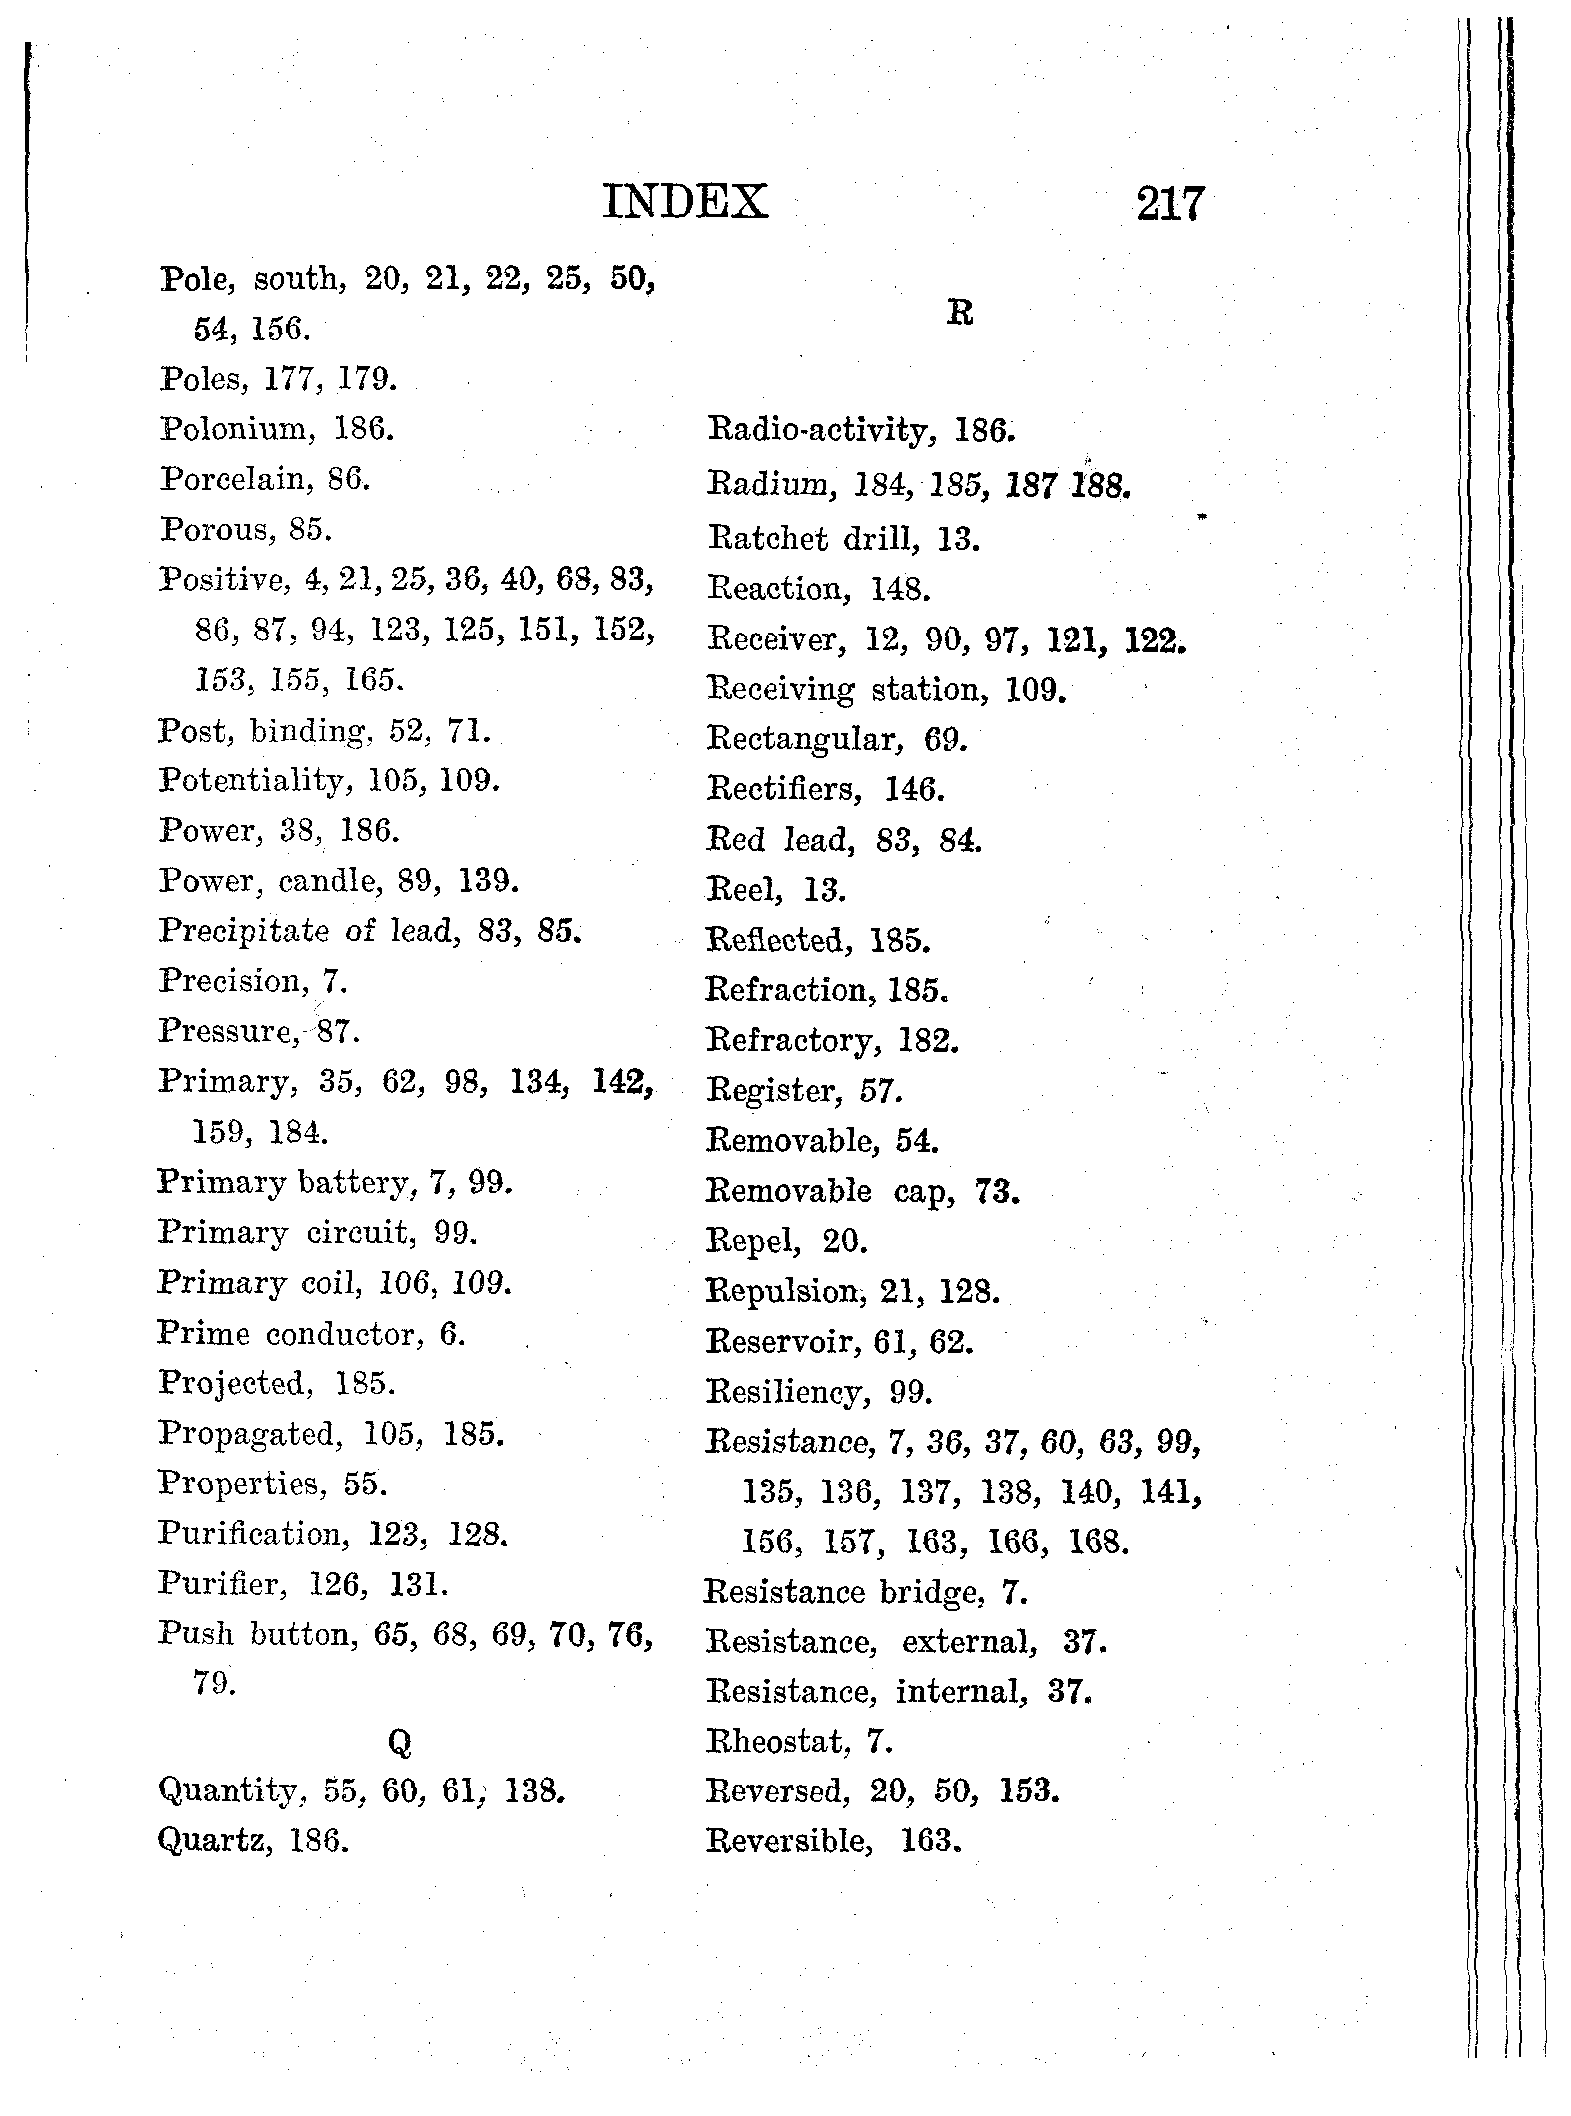 INDEX 217
Pole, south, 20, 21, 22, 25, 50,
54, 156.
Poles, 177, 179.
Polonium, 186.
Porcelain, 86.
Porous, 85.
Positive, 4, 21, 25, 36, 40, 68, 83,
86, 87, 94, 123, 125, 151, 152,
153, 155, 165.
Post, binding, 52, 71.
Potentiality, 105, 109.
Power, 38, 186.
Power, candle, 89, 139.
Precipitate of lead, 83, 85.
Precision, 7.
Pressure, 87.
Primary, 35, 62, 98, 134, 142,
159, 184.
Primary battery, 7, 99.
Primary circuit, 99.
Primary coil, 106, 109.
Prime conductor, 6.
Projected, 185.
Propagated, 105, 185.
Properties, 55.
Purification, 123, 128.
Purifier, 126, 131.
Push button, 65, 68, 69, 70, 76,
79.
Q
Quantity, 55, 60, 61, 138.
Quartz, 186.
R
Radio-activity, 186.
Radium, 184, 185, 187 188.
Ratchet drill, 13.
Reaction, 148.
Receiver, 12, 90, 97, 121, 122.
Receiving station, 109.
Rectangular, 69.
Rectifiers, 146.
Red lead, 83, 84.
Reel, 13.
Reflected, 185.
Refraction, 185.
Refractory, 182.
Register, 57.
Removable, 54.
Removable cap, 73.
Repel, 20.
Repulsion, 21, 128.
Reservoir, 61, 62.
Resiliency, 99.
Resistance, 7, 36, 37, 60, 63, 99,
135, 136, 137, 138, 140, 141,
156, 157, 163, 166, 168.
Resistance bridge, 7.
Resistance, external, 37.
Resistance, internal, 37.
Rheostat, 7.
Reversed, 20, 50, 153.
Reversible, 163.